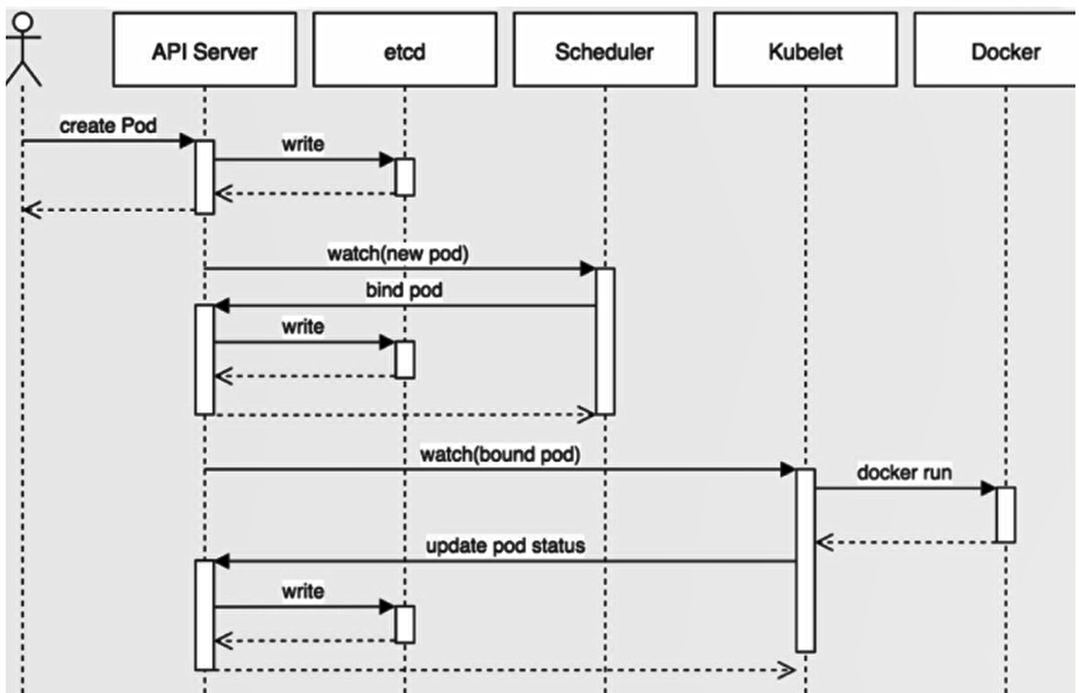 API Server
etcd
Scheduler
Kubelet
Docker
create Pod
write
watch(new pod)
bind pod
write
watch(bound pod)
docker run
update pod status
write